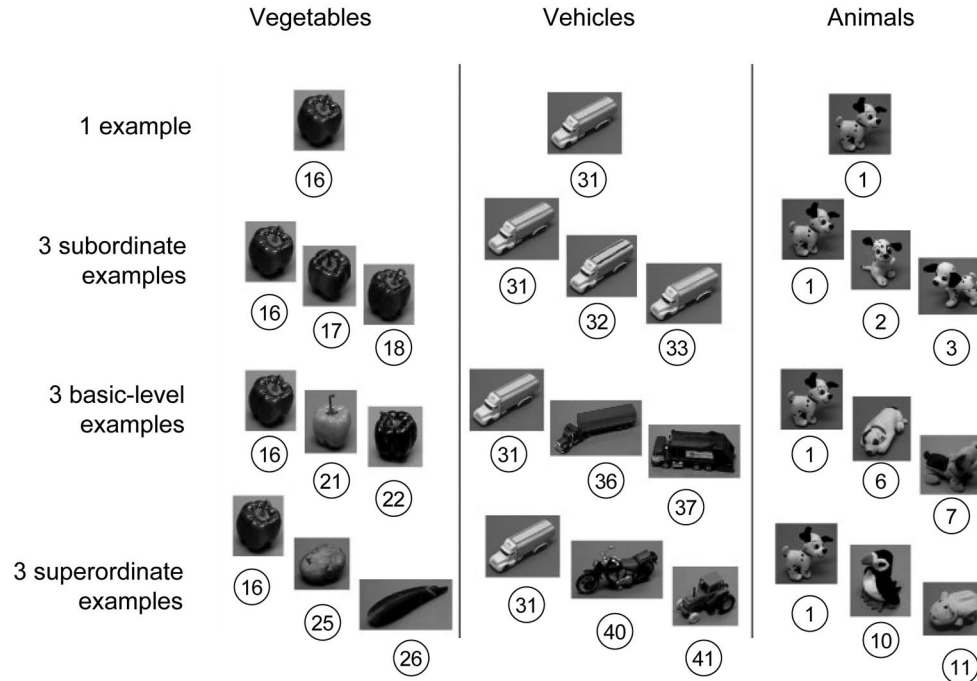 Vegetables Vehicles Animals
1 example
16 31 1
3 subordinate
examples
16 17 18 31 32 33 1 2 3
3 basic-level
examples
16 21 22 31 36 37 1 6 7
3 superordinate
examples
16 25 26 31 40 41 1 10 11